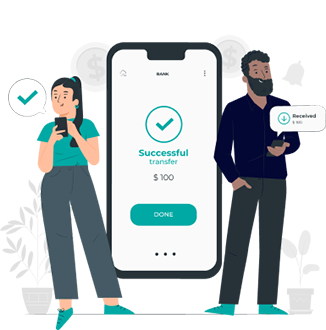 BANK
Successful
transfer
$ 100
DONE
Received
$ 100